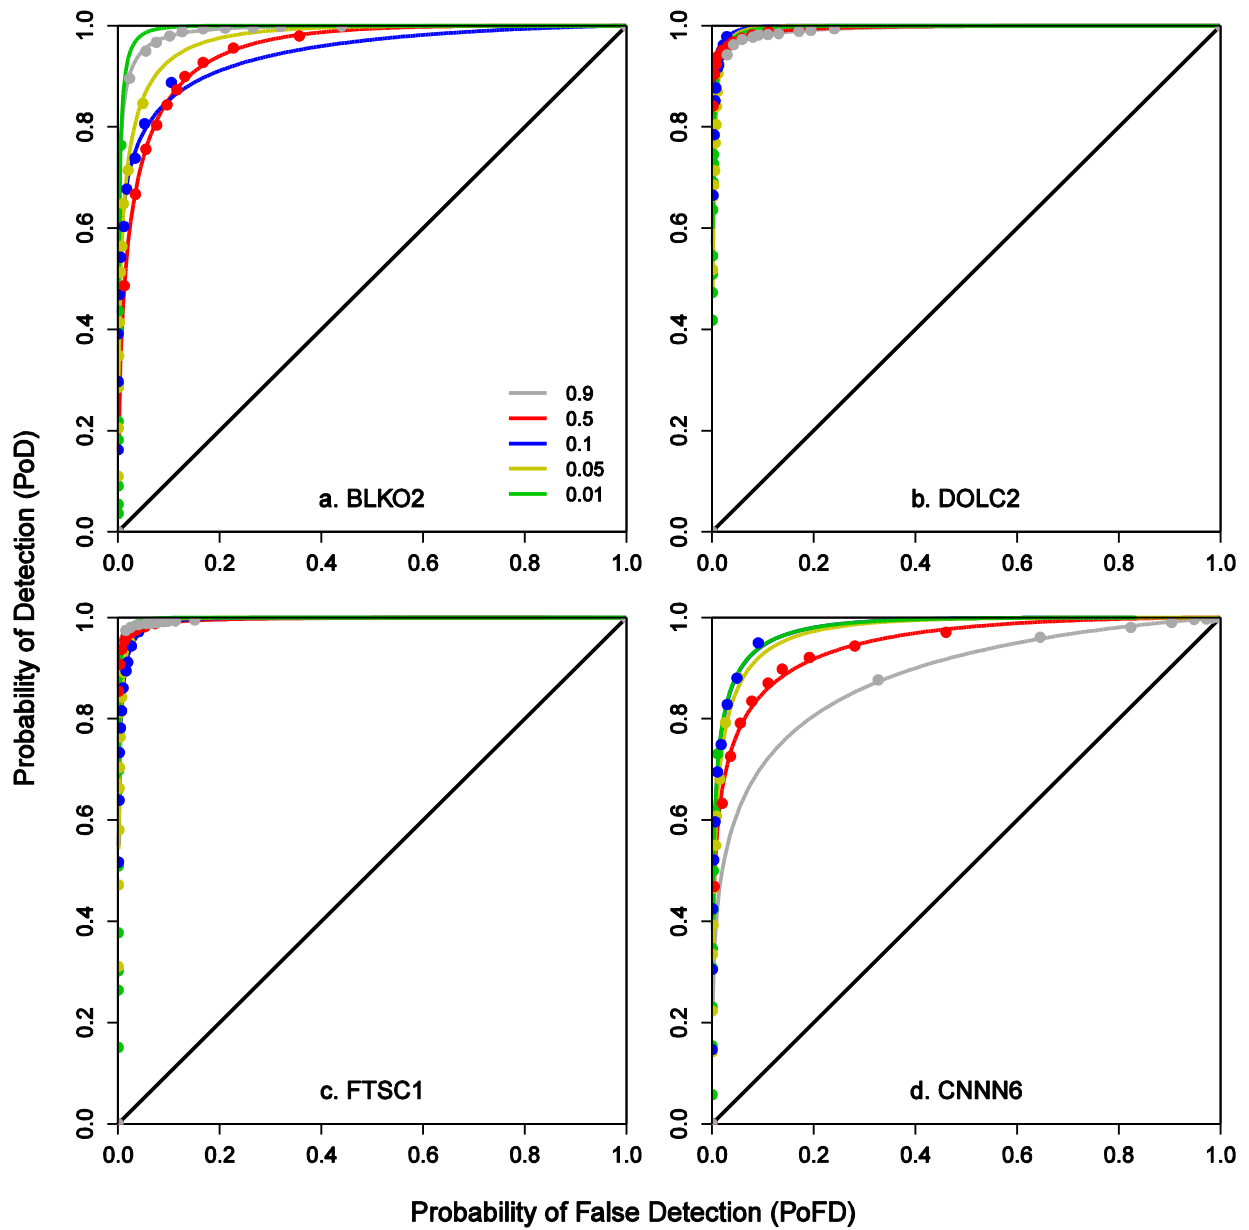 1.0
0.8
0.6
0.4
0.2
0.0
0.0 0.2 0.4 0.6 0.8 1.0
0.9
0.5
0.1
0.05
0.01
a. BLKO2
1.0
0.8
0.6
0.4
0.2
0.0
0.0 0.2 0.4 0.6 0.8 1.0
b. DOLC2
1.0
0.8
0.6
0.4
0.2
0.0
0.0 0.2 0.4 0.6 0.8 1.0
c. FTSC1
1.0
0.8
0.6
0.4
0.2
0.0
0.0 0.2 0.4 0.6 0.8 1.0
d. CNNN6
Probability of Detection (PoD)
Probability of False Detection (PoFD)